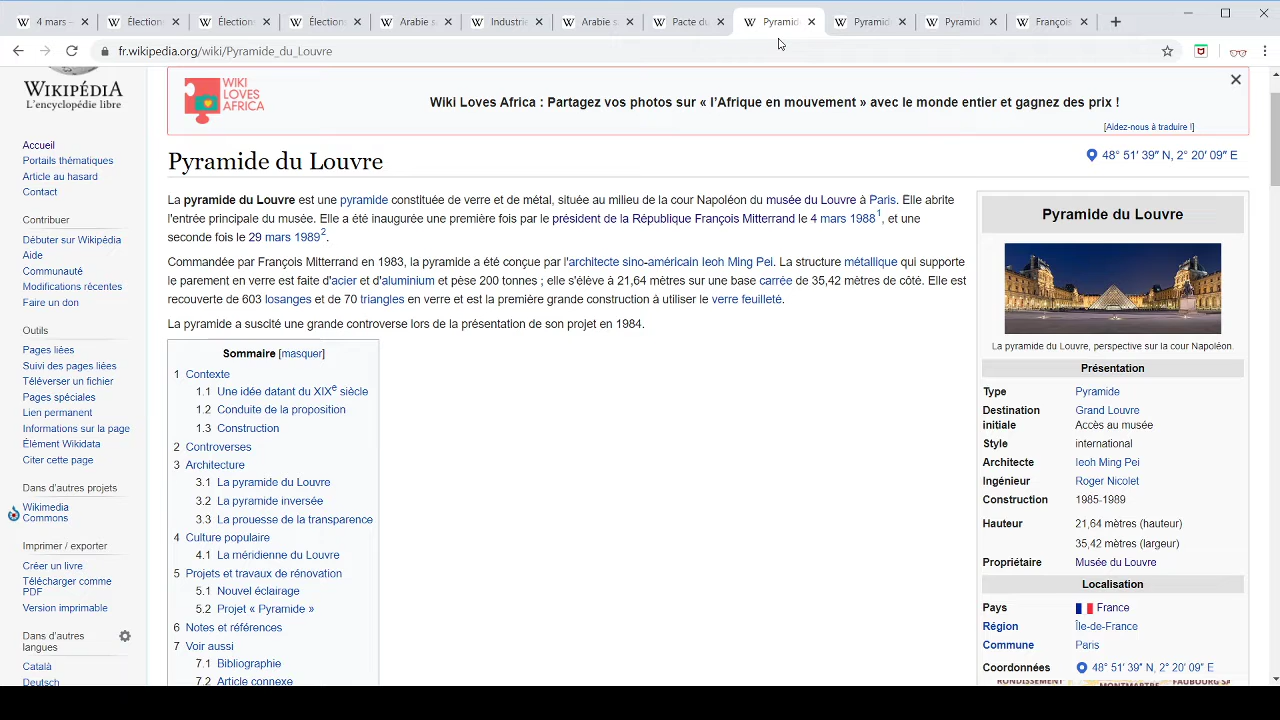 4 mars –
Élections
Élections
Élections
Arabie s
Industrie
Arabie s
Pacte du
Pyramid
Pyramid
Pyramid
François
fr.wikipedia.org/wiki/Pyramide_du_Louvre
WIKIPÉDIA
L'encyclopédie libre
Accueil
Portails thématiques
Article au hasard
Contact
Contribuer
Débuter sur Wikipédia
Aide
Communauté
Modifications récentes
Faire un don
Outils
Pages liées
Suivi des pages liées
Téléverser un fichier
Pages spéciales
Lien permanent
Informations sur la page
Élément Wikidata
Citer cette page
Dans d'autres projets
Wikimedia
Commons
Imprimer / exporter
Créer un livre
Télécharger comme
PDF
Version imprimable
Dans d'autres
langues
Català
Deutsch
WIKI
LOVES
AFRICA
Wiki Loves Africa : Partagez vos photos sur « l'Afrique en mouvement » avec le monde entier et gagnez des prix !
[Aidez-nous à traduire !]
Pyramide du Louvre
48° 51′ 39″ N, 2° 20′ 09″ E
La pyramide du Louvre est une pyramide constituée de verre et de métal, située au milieu de la cour Napoléon du musée du Louvre à Paris. Elle abrite
l'entrée principale du musée. Elle a été inaugurée une première fois par le président de la République François Mitterrand le 4 mars 1988¹, et une
seconde fois le 29 mars 1989².
Commandée par François Mitterrand en 1983, la pyramide a été conçue par l'architecte sino-américain Ieoh Ming Pei. La structure métallique qui supporte
le parement en verre est faite d'acier et d'aluminium et pèse 200 tonnes ; elle s'élève à 21,64 mètres sur une base carrée de 35,42 mètres de côté. Elle est
recouverte de 603 losanges et de 70 triangles en verre et est la première grande construction à utiliser le verre feuilleté.
La pyramide a suscité une grande controverse lors de la présentation de son projet en 1984.
Sommaire [masquer]
1 Contexte
1.1 Une idée datant du XIXe siècle
1.2 Conduite de la proposition
1.3 Construction
2 Controverses
3 Architecture
3.1 La pyramide du Louvre
3.2 La pyramide inversée
3.3 La prouesse de la transparence
4 Culture populaire
4.1 La méridienne du Louvre
5 Projets et travaux de rénovation
5.1 Nouvel éclairage
5.2 Projet « Pyramide »
6 Notes et références
7 Voir aussi
7.1 Bibliographie
7.2 Article connexe
Pyramide du Louvre
La pyramide du Louvre, perspective sur la cour Napoléon.
Présentation
Type Pyramide
Destination Grand Louvre
initiale Accès au musée
Style international
Architecte Ieoh Ming Pei
Ingénieur Roger Nicolet
Construction 1985-1989
Hauteur 21,64 mètres (hauteur)
35,42 mètres (largeur)
Propriétaire Musée du Louvre
Localisation
Pays France
Région Île-de-France
Commune Paris
Coordonnées 48° 51′ 39″ N, 2° 20′ 09″ E